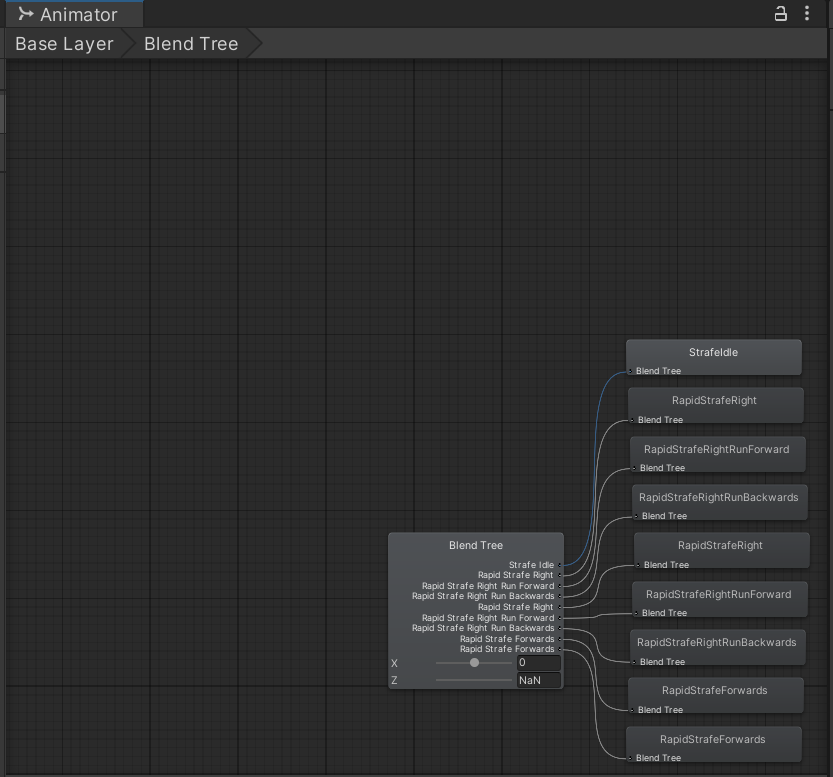 Animator
Base Layer
Blend Tree
StrafeIdle
Blend Tree
RapidStrafeRight
Blend Tree
RapidStrafeRightRunForward
Blend Tree
RapidStrafeRightRunBackwards
Blend Tree
RapidStrafeRight
Blend Tree
RapidStrafeRightRunForward
Blend Tree
RapidStrafeRightRunBackwards
Blend Tree
RapidStrafeForwards
Blend Tree
RapidStrafeForwards
Blend Tree
Blend Tree
Strafe Idle
Rapid Strafe Right
Rapid Strafe Right Run Forward
Rapid Strafe Right Run Backwards
Rapid Strafe Right
Rapid Strafe Right Run Forward
Rapid Strafe Right Run Backwards
Rapid Strafe Forwards
Rapid Strafe Forwards
X 0
Z NaN